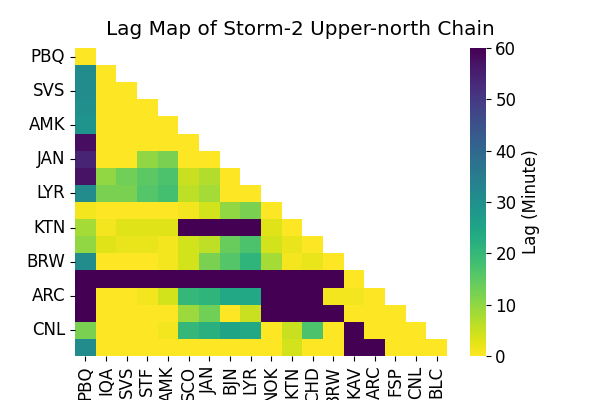 Lag Map of Storm-2 Upper-north Chain
PBQ
SVS
AMK
JAN
LYR
KTN
BRW
ARC
CNL
60
50
40
30
20
10
0
Lag (Minute)
PBQ
IQA
SVS
STF
AMK
SCO
JAN
BJN
LYR
NOK
KTN
CHD
BRW
KAV
ARC
FSP
CNL
BLC